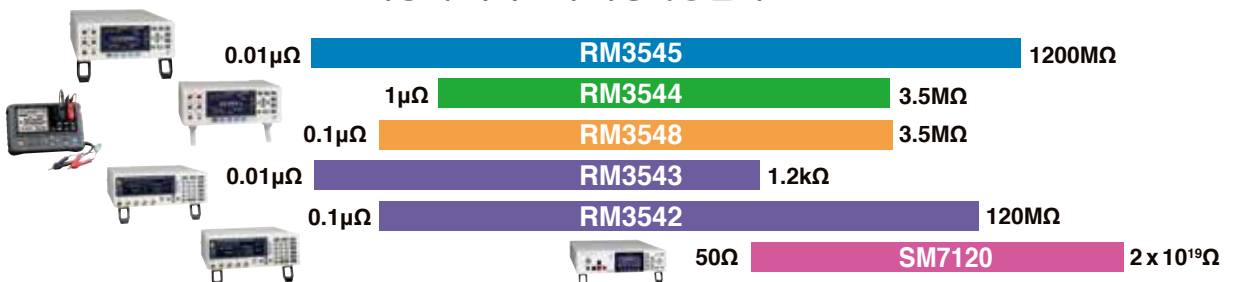 0.01µΩ RM3545 1200MΩ
1µΩ RM3544 3.5MΩ
0.1µΩ RM3548 3.5MΩ
0.01µΩ RM3543 1.2kΩ
0.1µΩ RM3542 120MΩ
50Ω SM7120 2 x 10¹⁹Ω